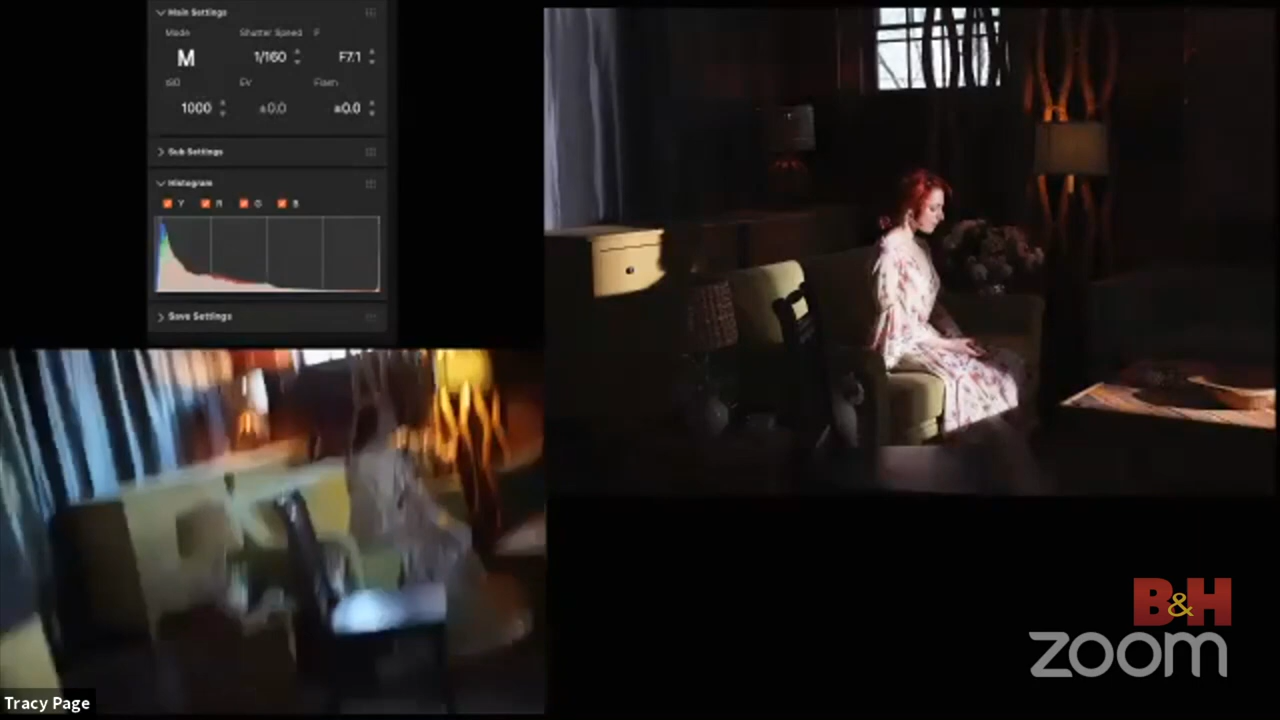 Main Settings
Mode Shutter Speed F
M 1/160 F7.1
ISO EV Flash
1000 ±0.0 ±0.0
Sub Settings
Histogram
Y R G B
Save Settings
B&H
zoom
Tracy Page